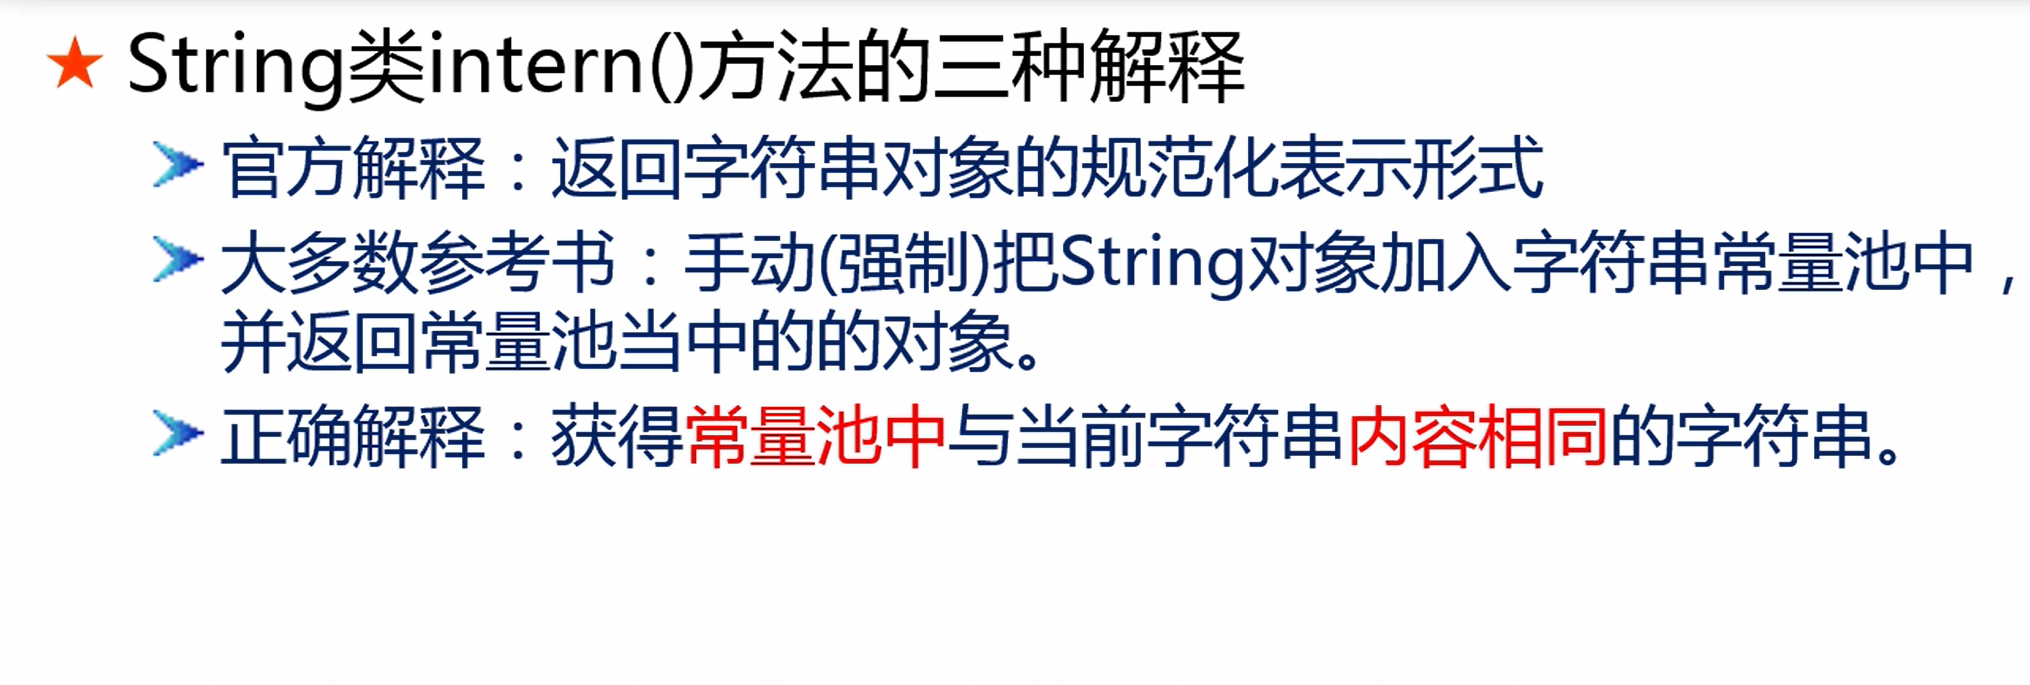 String类intern()方法的三种解释
官方解释：返回字符串对象的规范化表示形式
大多数参考书：手动(强制)把String对象加入字符串常量池中，
并返回常量池当中的的对象。
正确解释：获得常量池中与当前字符串内容相同的字符串。